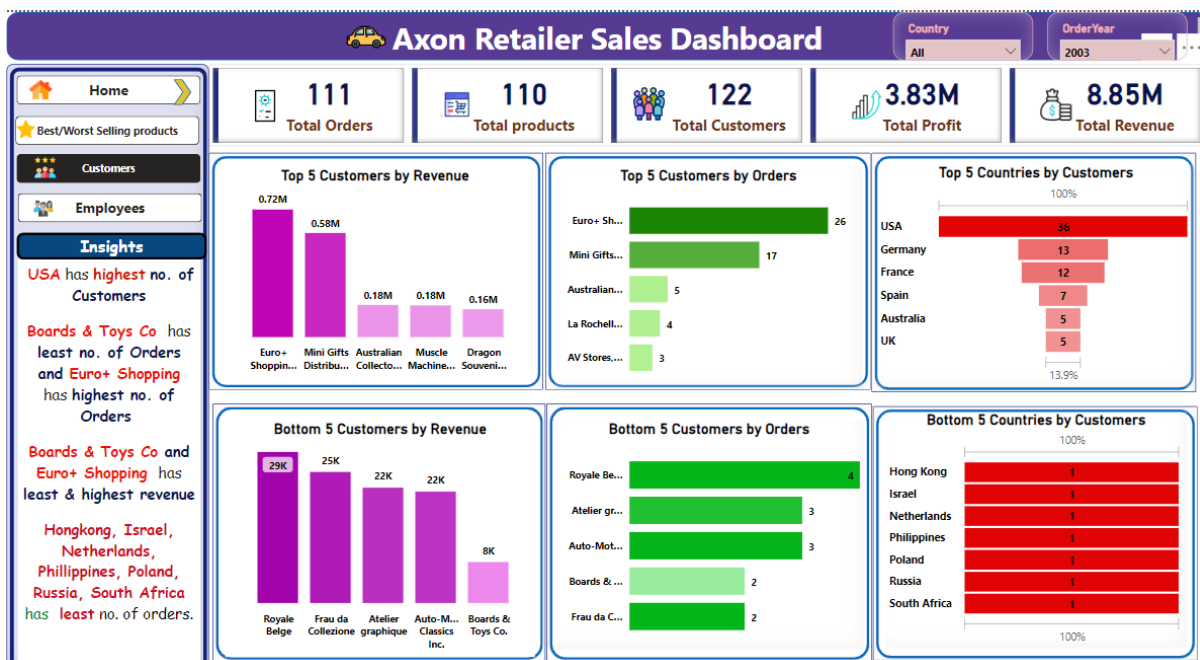 Axon Retailer Sales Dashboard
Country
All
OrderYear
2003
Home
Best/Worst Selling products
Customers
Employees
Insights
USA has highest no. of
Customers
Boards & Toys Co has
least no. of Orders
and Euro+ Shopping
has highest no. of
Orders
Boards & Toys Co and
Euro+ Shopping has
least & highest revenue
Hongkong, Israel,
Netherlands,
Phillippines, Poland,
Russia, South Africa
has least no. of orders.
111
Total Orders
110
Total products
122
Total Customers
3.83M
Total Profit
8.85M
Total Revenue
Top 5 Customers by Revenue
0.72M
0.58M
0.18M
0.18M
0.16M
Euro+ Mini Gifts Australian Muscle Dragon
Shoppin... Distribu... Collecto... Machine... Souveni...
Top 5 Customers by Orders
Euro+ Sh... 26
Mini Gifts... 17
Australian... 5
La Rochell... 4
AV Stores,... 3
Top 5 Countries by Customers
100%
USA 36
Germany 13
France 12
Spain 7
Australia 5
UK 5
13.9%
Bottom 5 Customers by Revenue
29K
25K
22K
22K
8K
Royale Frau da Atelier Auto-M... Boards &
Belge Collezione graphique Classics Toys Co.
Inc.
Bottom 5 Customers by Orders
Royale Be... 4
Atelier gr... 3
Auto-Mot... 3
Boards & ... 2
Frau da C... 2
Bottom 5 Countries by Customers
100%
Hong Kong 1
Israel 1
Netherlands 1
Philippines 1
Poland 1
Russia 1
South Africa 1
100%